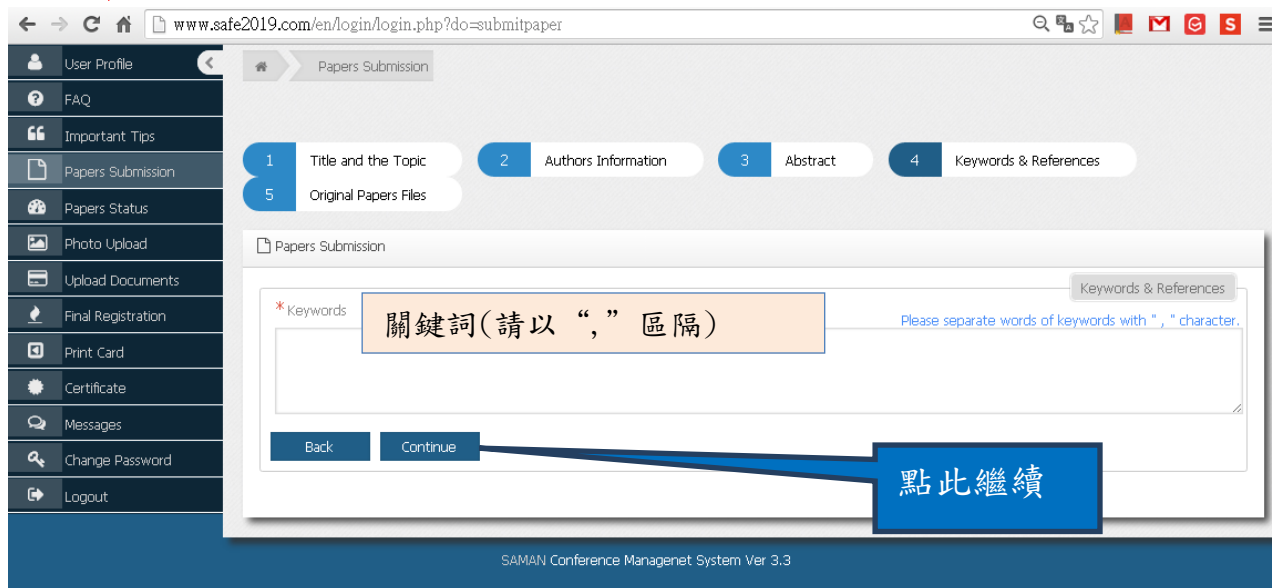 www.safe2019.com/en/login/login.php?do=submitpaper
User Profile
Papers Submission
FAQ
Important Tips
Papers Submission
Papers Status
Photo Upload
Upload Documents
Final Registration
Print Card
Certificate
Messages
Change Password
Logout
1 Title and the Topic
2 Authors Information
3 Abstract
4 Keywords & References
5 Original Papers Files
Papers Submission
Keywords & References
*Keywords
關鍵詞(請以“,”區隔)
Please separate words of keywords with " , " character.
Back
Continue
點此繼續
SAMAN Conference Managenet System Ver 3.3